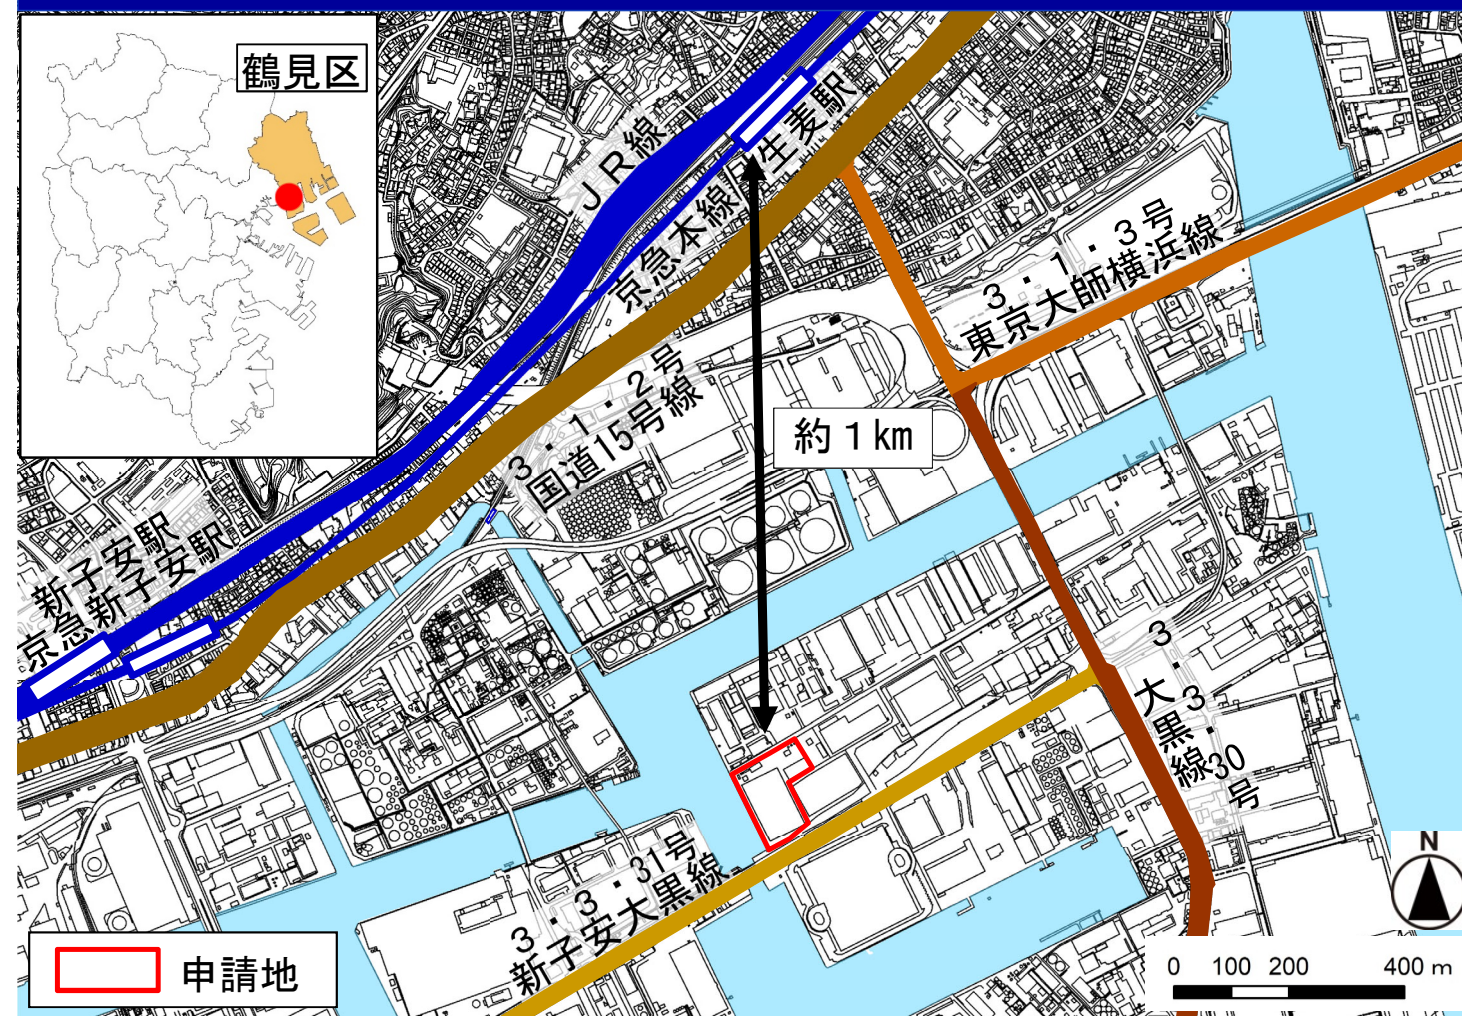 鶴見区
JR線
京急本線
生麦駅
3・1・3号
東京大師横浜線
3・1・2号
国道15号線
約1km
新子安駅
京急新子安駅
3・3・30号
大黒線
3・3・31号
新子安大黒線
申請地
N
0 100 200 400 m